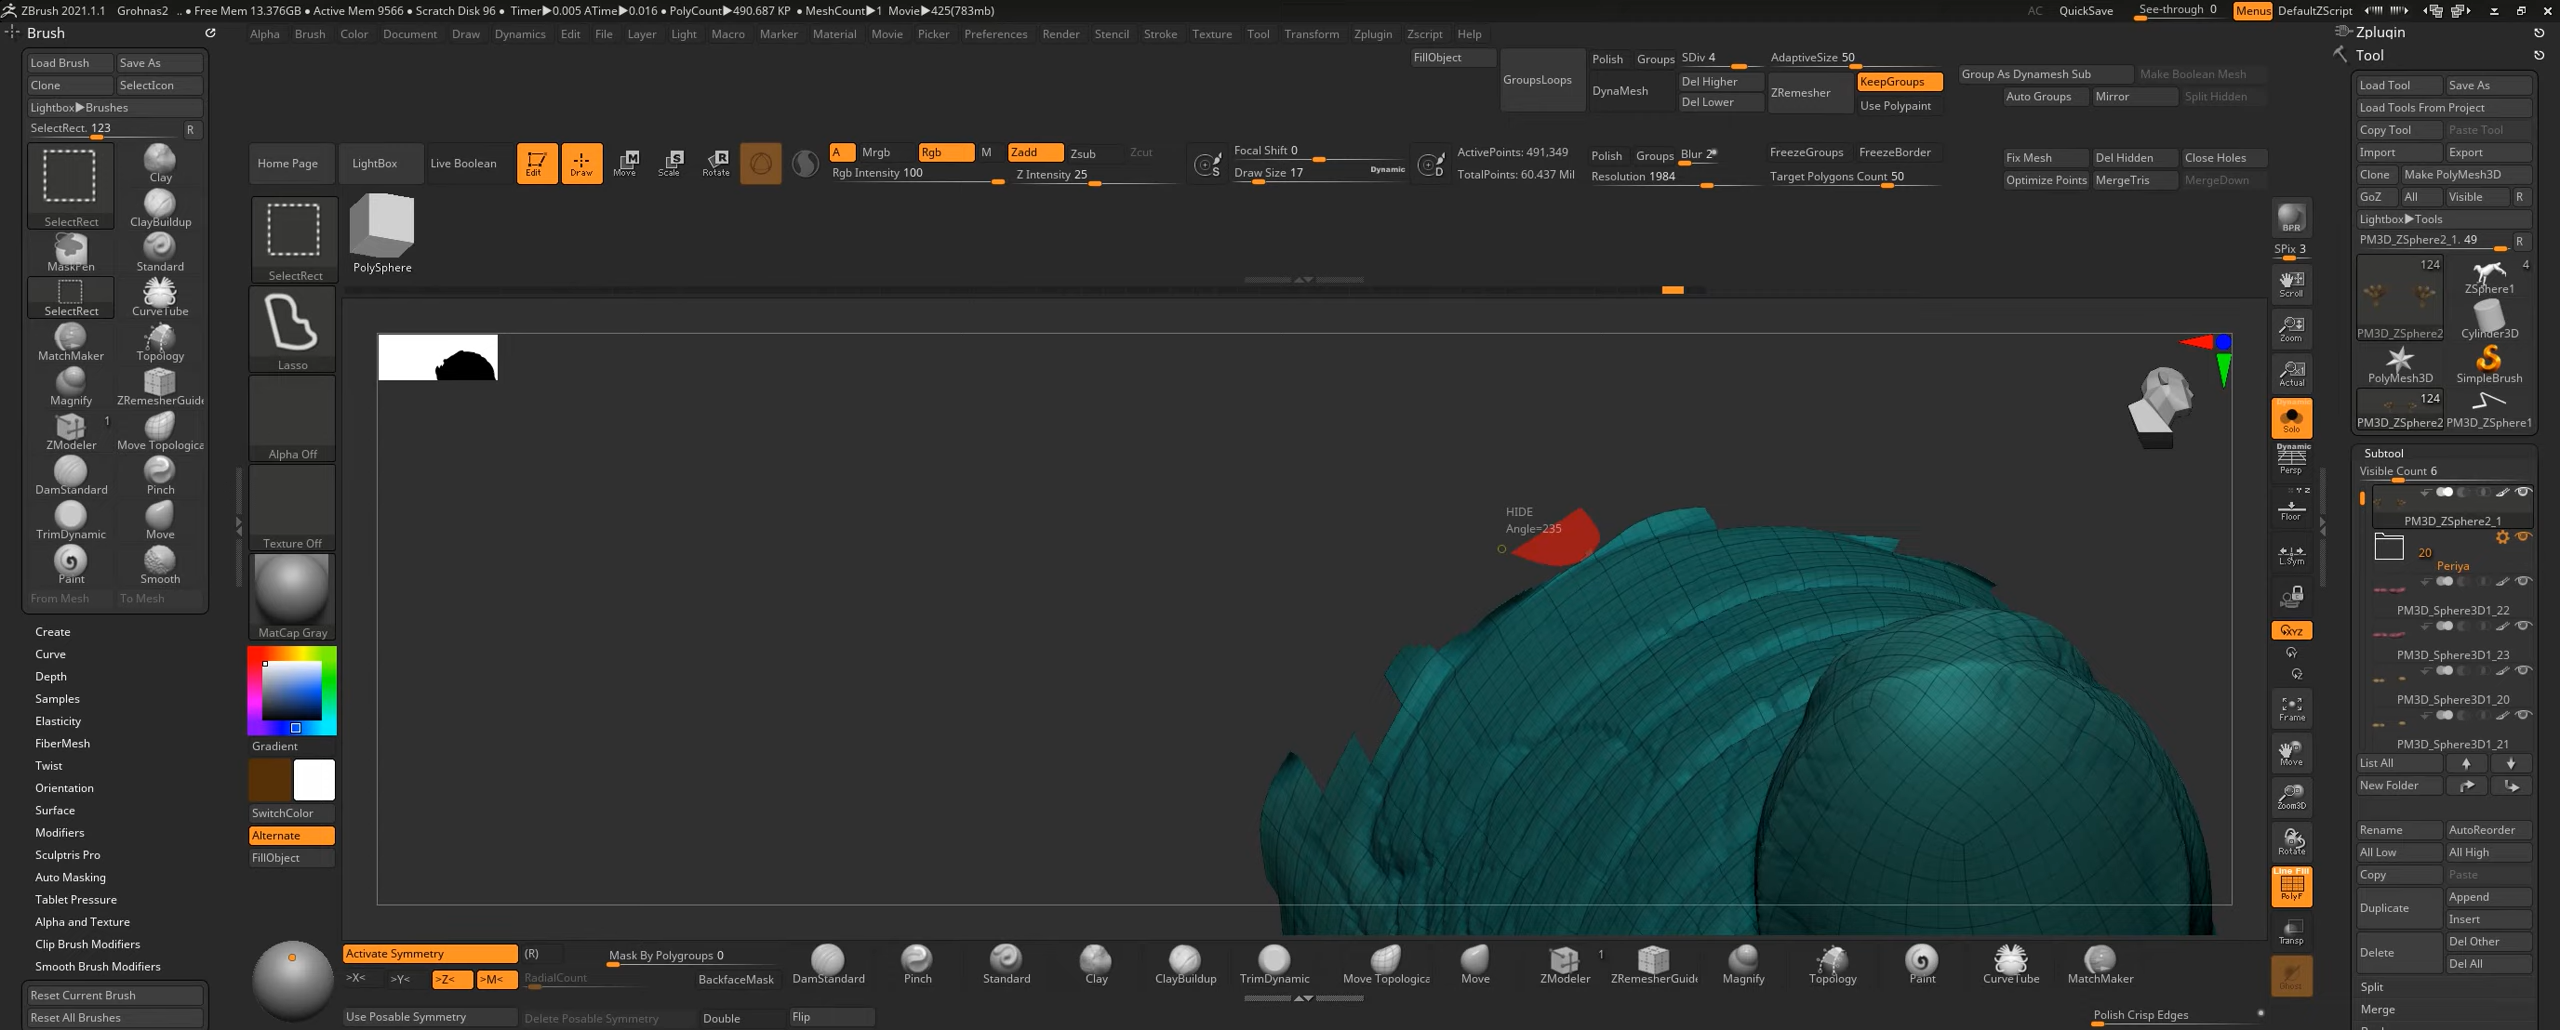 ZBrush 2021.1.1 Grohnas2 .. ● Free Mem 13.376GB ● Active Mem 9566 ● Scratch Disk 96 ● Timer▶0.005 ATime▶0.016 ● PolyCount▶490.687 KP ● MeshCount▶1 Movie▶425(783mb)
AC QuickSave See-through 0 Menus DefaultZScript
Alpha Brush Color Document Draw Dynamics Edit File Layer Light Macro Marker Material Movie Picker Preferences Render Stencil Stroke Texture Tool Transform Zplugin Zscript Help
Brush
Load Brush Save As
Clone SelectIcon
Lightbox▶Brushes
SelectRect. 123 R
SelectRect
Clay
ClayBuildup
MaskPen Standard
SelectRect CurveTube
MatchMaker Topology
Magnify ZRemesherGuide
1
ZModeler Move Topologica
DamStandard Pinch
TrimDynamic Move
Paint Smooth
From Mesh To Mesh
Create
Curve
Depth
Samples
Elasticity
FiberMesh
Twist
Orientation
Surface
Modifiers
Sculptris Pro
Auto Masking
Tablet Pressure
Alpha and Texture
Clip Brush Modifiers
Smooth Brush Modifiers
Reset Current Brush
Reset All Brushes
FillObject
GroupsLoops
Polish Groups
DynaMesh
SDiv 4
Del Higher
Del Lower
AdaptiveSize 50
ZRemesher
KeepGroups
Use Polypaint
Group As Dynamesh Sub Make Boolean Mesh
Auto Groups Mirror Split Hidden
Home Page LightBox Live Boolean
Edit Draw Move Scale Rotate
A Mrgb Rgb M Zadd Zsub Zcut
Rgb Intensity 100 Z Intensity 25
S
Focal Shift 0
Draw Size 17 Dynamic
D
ActivePoints: 491,349
TotalPoints: 60.437 Mil
Polish Groups Blur 2
Resolution 1984
FreezeGroups FreezeBorder
Target Polygons Count 50
Fix Mesh Del Hidden Close Holes
Optimize Points MergeTris MergeDown
SelectRect
PolySphere
Lasso
Alpha Off
Texture Off
MatCap Gray
Gradient
SwitchColor
Alternate
FillObject
HIDE
Angle=235
BPR
SPix 3
Scroll
Zoom
Actual
Dynamic
Solo
Dynamic
Persp
Floor
L.Sym
XYZ
Y
Z
Frame
Move
Zoom3D
Rotate
Line Fill
PolyF
Transp
Ghost
Zplugin
Tool
Load Tool Save As
Load Tools From Project
Copy Tool Paste Tool
Import Export
Clone Make PolyMesh3D
GoZ All Visible R
Lightbox▶Tools
PM3D_ZSphere2_1. 49 R
124 4
ZSphere1
PM3D_ZSphere2 Cylinder3D
PolyMesh3D SimpleBrush
124
PM3D_ZSphere2 PM3D_ZSphere1
Subtool
Visible Count 6
PM3D_ZSphere2_1
20
Periya
PM3D_Sphere3D1_22
PM3D_Sphere3D1_23
PM3D_Sphere3D1_20
PM3D_Sphere3D1_21
List All
New Folder
Rename AutoReorder
All Low All High
Copy Paste
Duplicate
Append
Insert
Delete
Del Other
Del All
Split
Merge
Activate Symmetry (R)
>X< >Y< >Z< >M< RadialCount
Use Posable Symmetry Delete Posable Symmetry
Mask By Polygroups 0
BackfaceMask
Double Flip
DamStandard Pinch Standard Clay ClayBuildup TrimDynamic Move Topologica Move ZModeler 1 ZRemesherGuide Magnify Topology Paint CurveTube MatchMaker
Polish Crisp Edges